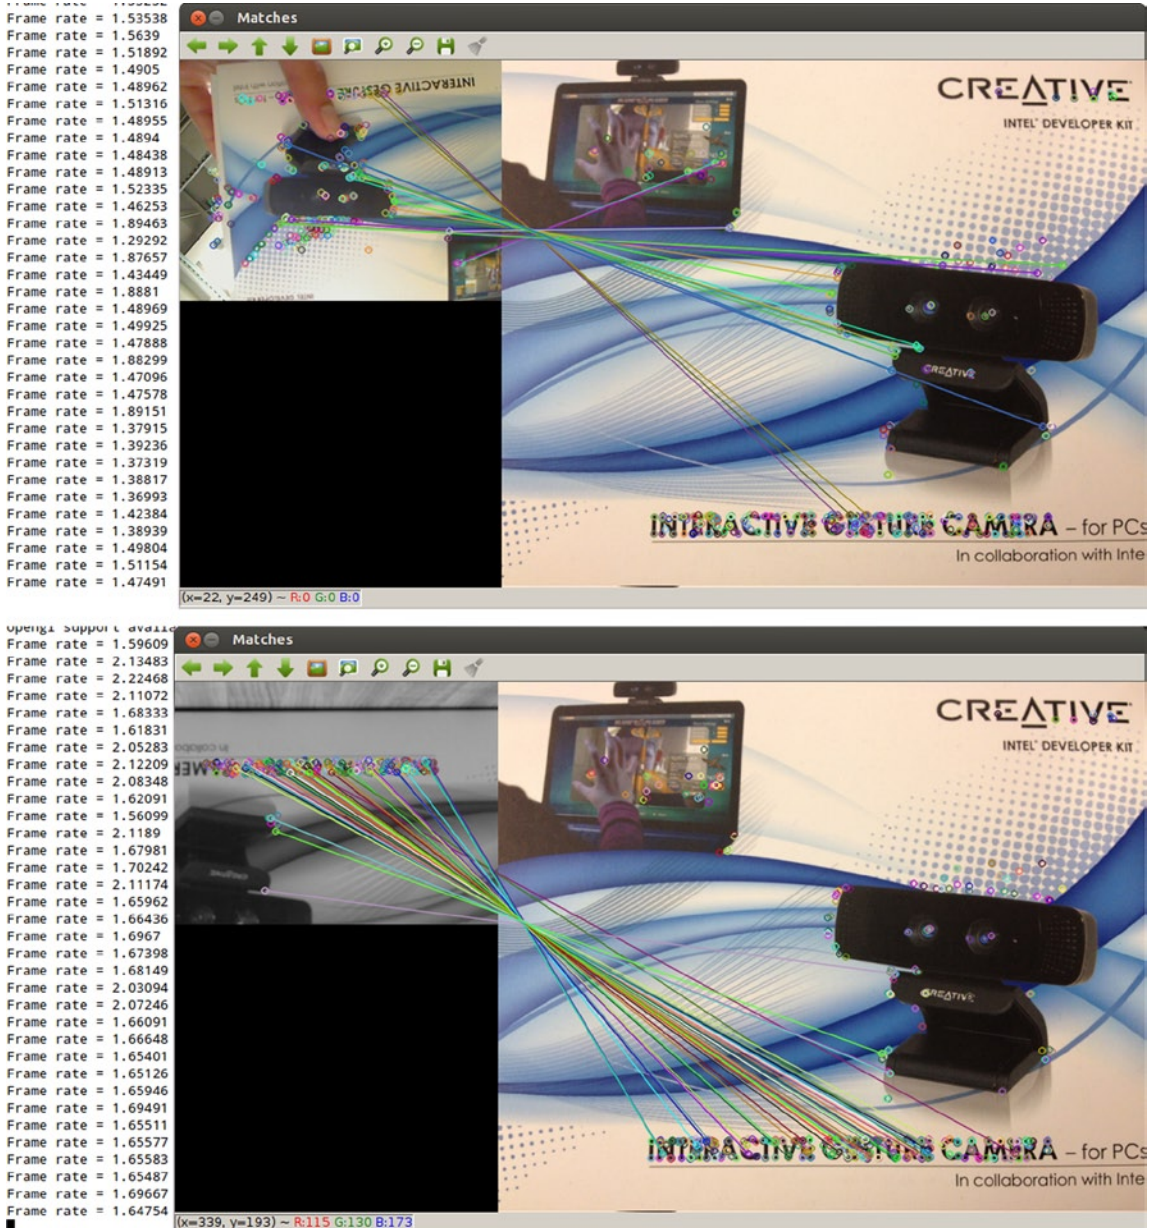 Frame rate = 1.53538
Frame rate = 1.5639
Frame rate = 1.51892
Frame rate = 1.4905
Frame rate = 1.48962
Frame rate = 1.51316
Frame rate = 1.48955
Frame rate = 1.4894
Frame rate = 1.48438
Frame rate = 1.48913
Frame rate = 1.52335
Frame rate = 1.46253
Frame rate = 1.89463
Frame rate = 1.29292
Frame rate = 1.87657
Frame rate = 1.43449
Frame rate = 1.8881
Frame rate = 1.48969
Frame rate = 1.49925
Frame rate = 1.47888
Frame rate = 1.88299
Frame rate = 1.47096
Frame rate = 1.47578
Frame rate = 1.89151
Frame rate = 1.37915
Frame rate = 1.39236
Frame rate = 1.37319
Frame rate = 1.38817
Frame rate = 1.36993
Frame rate = 1.42384
Frame rate = 1.38939
Frame rate = 1.49804
Frame rate = 1.51154
Frame rate = 1.47491
Matches
INTERACTIVE GESTURE
CREATIVE
INTEL® DEVELOPER KIT
CREATIVE
INTERACTIVE GESTURE CAMERA – for PCs
In collaboration with Inte
(x=22, y=249) ~ R:0 G:0 B:0
opengl support availa
Frame rate = 1.59609
Frame rate = 2.13483
Frame rate = 2.22468
Frame rate = 2.11072
Frame rate = 1.68333
Frame rate = 1.61831
Frame rate = 2.05283
Frame rate = 2.12209
Frame rate = 2.08348
Frame rate = 1.62091
Frame rate = 1.56099
Frame rate = 2.1189
Frame rate = 1.67981
Frame rate = 1.70242
Frame rate = 2.11174
Frame rate = 1.65962
Frame rate = 1.66436
Frame rate = 1.6967
Frame rate = 1.67398
Frame rate = 1.68149
Frame rate = 2.03094
Frame rate = 2.07246
Frame rate = 1.66091
Frame rate = 1.66648
Frame rate = 1.65401
Frame rate = 1.65126
Frame rate = 1.65946
Frame rate = 1.69491
Frame rate = 1.65511
Frame rate = 1.65577
Frame rate = 1.65583
Frame rate = 1.65487
Frame rate = 1.69667
Frame rate = 1.64754
Matches
CREATIVE
INTEL® DEVELOPER KIT
CREATIVE
INTERACTIVE GESTURE CAMERA – for PCs
In collaboration with Inte
(x=339, y=193) ~ R:115 G:130 B:173